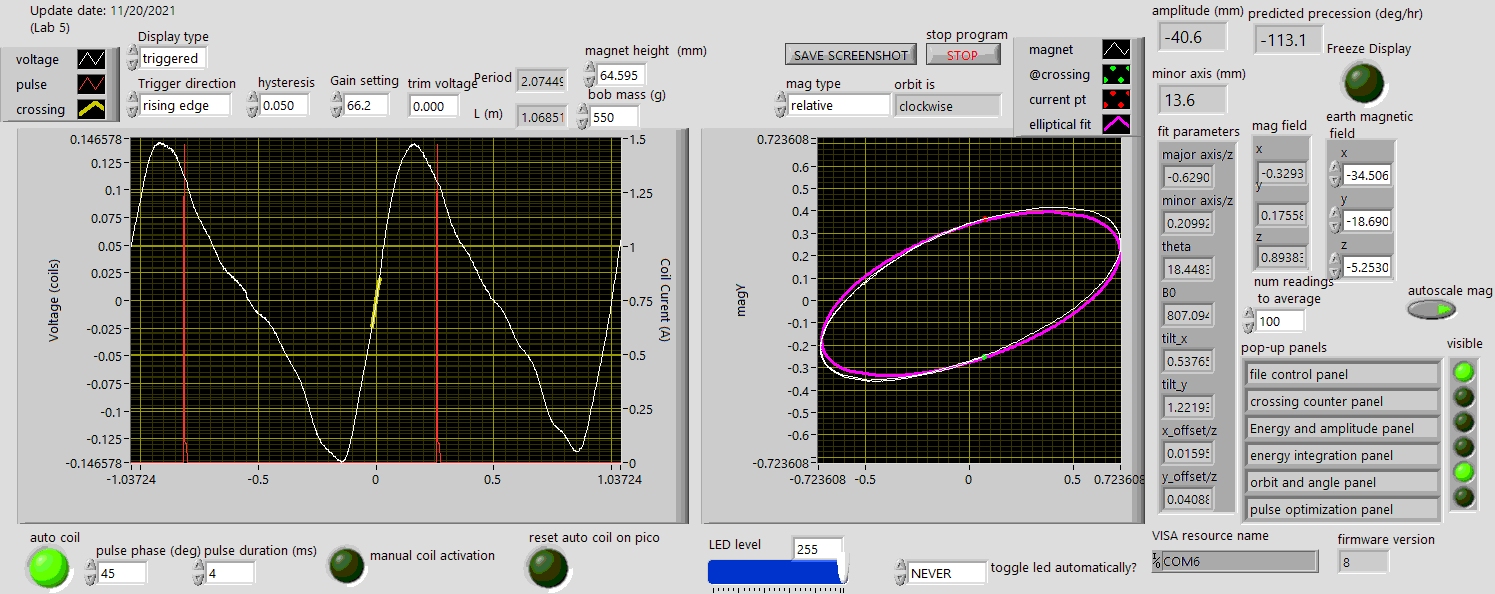 Update date: 11/20/2021
(Lab 5)
voltage
pulse
crossing
Display type
triggered
Trigger direction
rising edge
hysteresis
0.050
Gain setting
66.2
trim voltage
0.000
Period
2.0744
L (m)
1.0685
magnet height (mm)
64.595
bob mass (g)
550
SAVE SCREENSHOT
stop program
STOP
mag type
relative
orbit is
clockwise
magnet
@crossing
current pt
elliptical fit
amplitude (mm)
-40.6
predicted precession (deg/hr)
-113.1
minor axis (mm)
13.6
Freeze Display
0.146578
0.125
0.1
0.075
0.05
0.025
0
-0.025
-0.05
-0.075
-0.1
-0.125
-0.146578
Voltage (coils)
1.5
1.25
1
0.75
0.5
0.25
0
Coil Current (A)
-1.03724
-0.5
0
0.5
1.03724
0.723608
0.6
0.5
0.4
0.3
0.2
0.1
0
-0.1
-0.2
-0.3
-0.4
-0.5
-0.6
-0.723608
magy
-0.723608
-0.5
0
0.5
0.723608
fit parameters
major axis/z
-0.6290
minor axis/z
0.2099
theta
18.448
B0
807.094
tilt_x
0.5376
tilt_y
1.2219
x_offset/z
0.0159
y_offset/z
0.0408
mag field
x
-0.3293
y
0.1755
z
0.8938
earth magnetic
field
x
-34.506
y
-18.690
z
-5.2530
num readings
to average
100
autoscale mag
pop-up panels
visible
file control panel
crossing counter panel
Energy and amplitude panel
energy integration panel
orbit and angle panel
pulse optimization panel
auto coil
pulse phase (deg)
45
pulse duration (ms)
4
manual coil activation
reset auto coil on pico
LED level
255
NEVER
toggle led automatically?
VISA resource name
COM6
firmware version
8